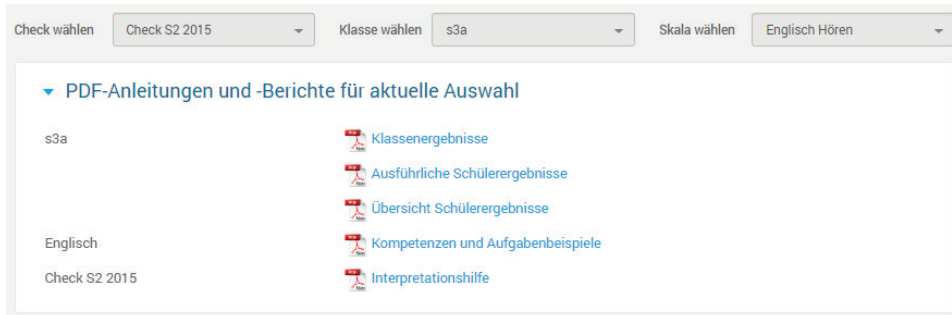 Check wählen Check S2 2015 Klasse wählen s3a Skala wählen Englisch Hören
PDF-Anleitungen und -Berichte für aktuelle Auswahl
s3a Klassenergebnisse
Ausführliche Schülerergebnisse
Übersicht Schülerergebnisse
Englisch Kompetenzen und Aufgabenbeispiele
Check S2 2015 Interpretationshilfe